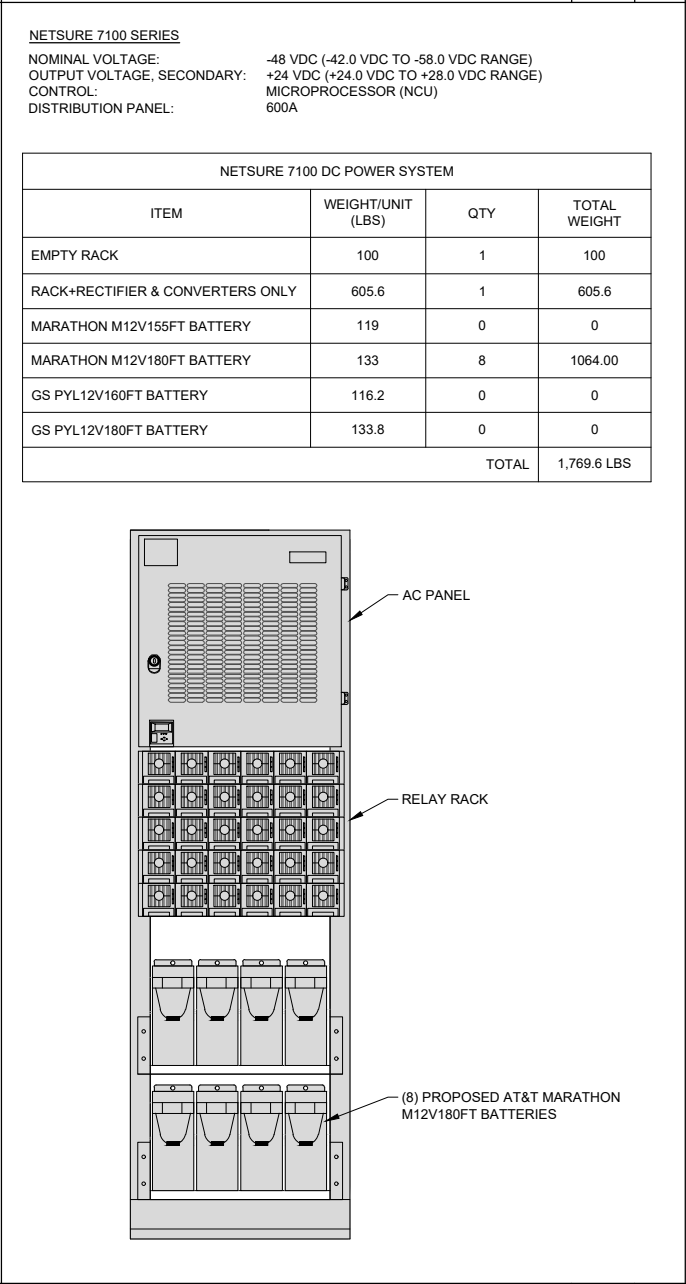 NETSURE 7100 SERIES
NOMINAL VOLTAGE: -48 VDC (-42.0 VDC TO -58.0 VDC RANGE)
OUTPUT VOLTAGE, SECONDARY: +24 VDC (+24.0 VDC TO +28.0 VDC RANGE)
CONTROL: MICROPROCESSOR (NCU)
DISTRIBUTION PANEL: 600A
NETSURE 7100 DC POWER SYSTEM
ITEM WEIGHT/UNIT (LBS) QTY TOTAL WEIGHT
EMPTY RACK 100 1 100
RACK+RECTIFIER & CONVERTERS ONLY 605.6 1 605.6
MARATHON M12V155FT BATTERY 119 0 0
MARATHON M12V180FT BATTERY 133 8 1064.00
GS PYL12V160FT BATTERY 116.2 0 0
GS PYL12V180FT BATTERY 133.8 0 0
TOTAL 1,769.6 LBS
AC PANEL
RELAY RACK
(8) PROPOSED AT&T MARATHON
M12V180FT BATTERIES